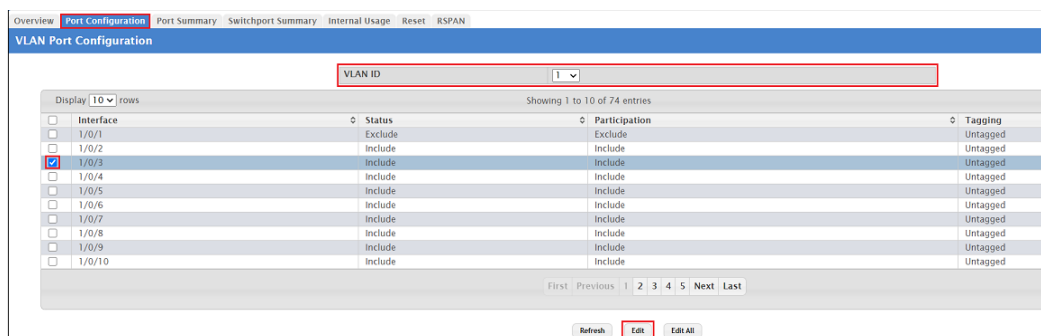 Overview Port Configuration Port Summary Switchport Summary Internal Usage Reset RSPAN
VLAN Port Configuration
VLAN ID 1
Display 10 rows Showing 1 to 10 of 74 entries
Interface Status Participation Tagging
1/0/1 Exclude Exclude Untagged
1/0/2 Include Include Untagged
1/0/3 Include Include Untagged
1/0/4 Include Include Untagged
1/0/5 Include Include Untagged
1/0/6 Include Include Untagged
1/0/7 Include Include Untagged
1/0/8 Include Include Untagged
1/0/9 Include Include Untagged
1/0/10 Include Include Untagged
First Previous 1 2 3 4 5 Next Last
Refresh Edit Edit All